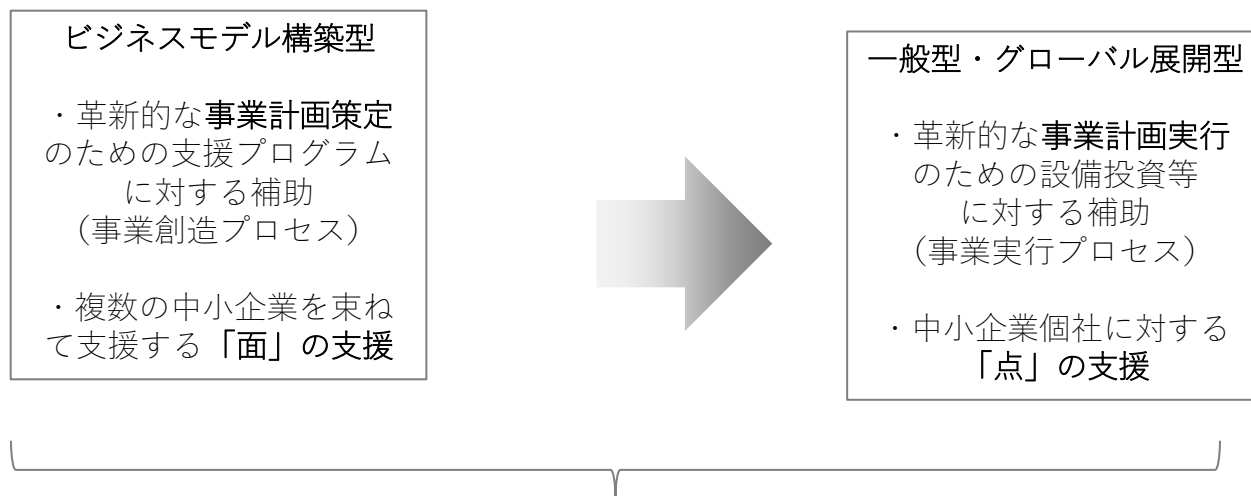 ビジネスモデル構築型
・革新的な事業計画策定
のための支援プログラム
に対する補助
（事業創造プロセス）
・複数の中小企業を束ね
て支援する「面」の支援
一般型・グローバル展開型
・革新的な事業計画実行
のための設備投資等
に対する補助
（事業実行プロセス）
・中小企業個社に対する
「点」の支援